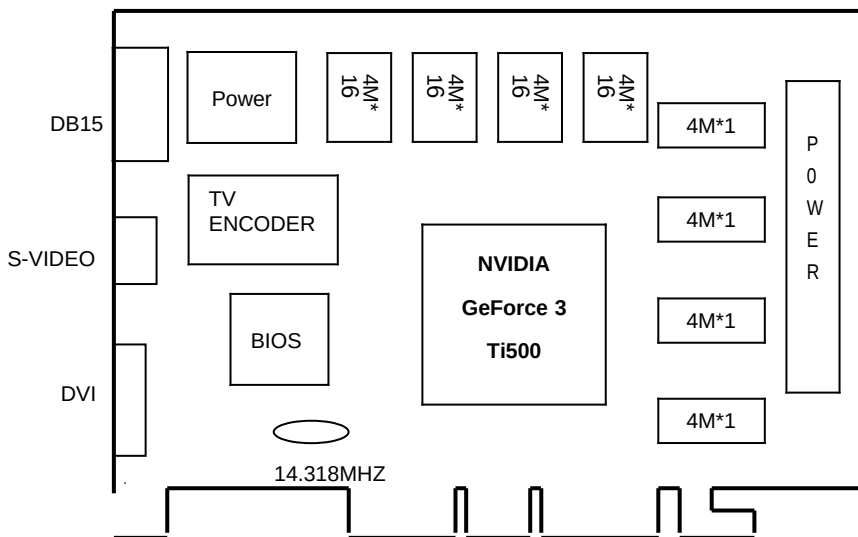 DB15
Power
4M*
16
4M*
16
4M*
16
4M*
16
4M*1
P0WER
TV
ENCODER
4M*1
S-VIDEO
NVIDIA
GeForce 3
Ti500
BIOS
4M*1
DVI
4M*1
14.318MHZ